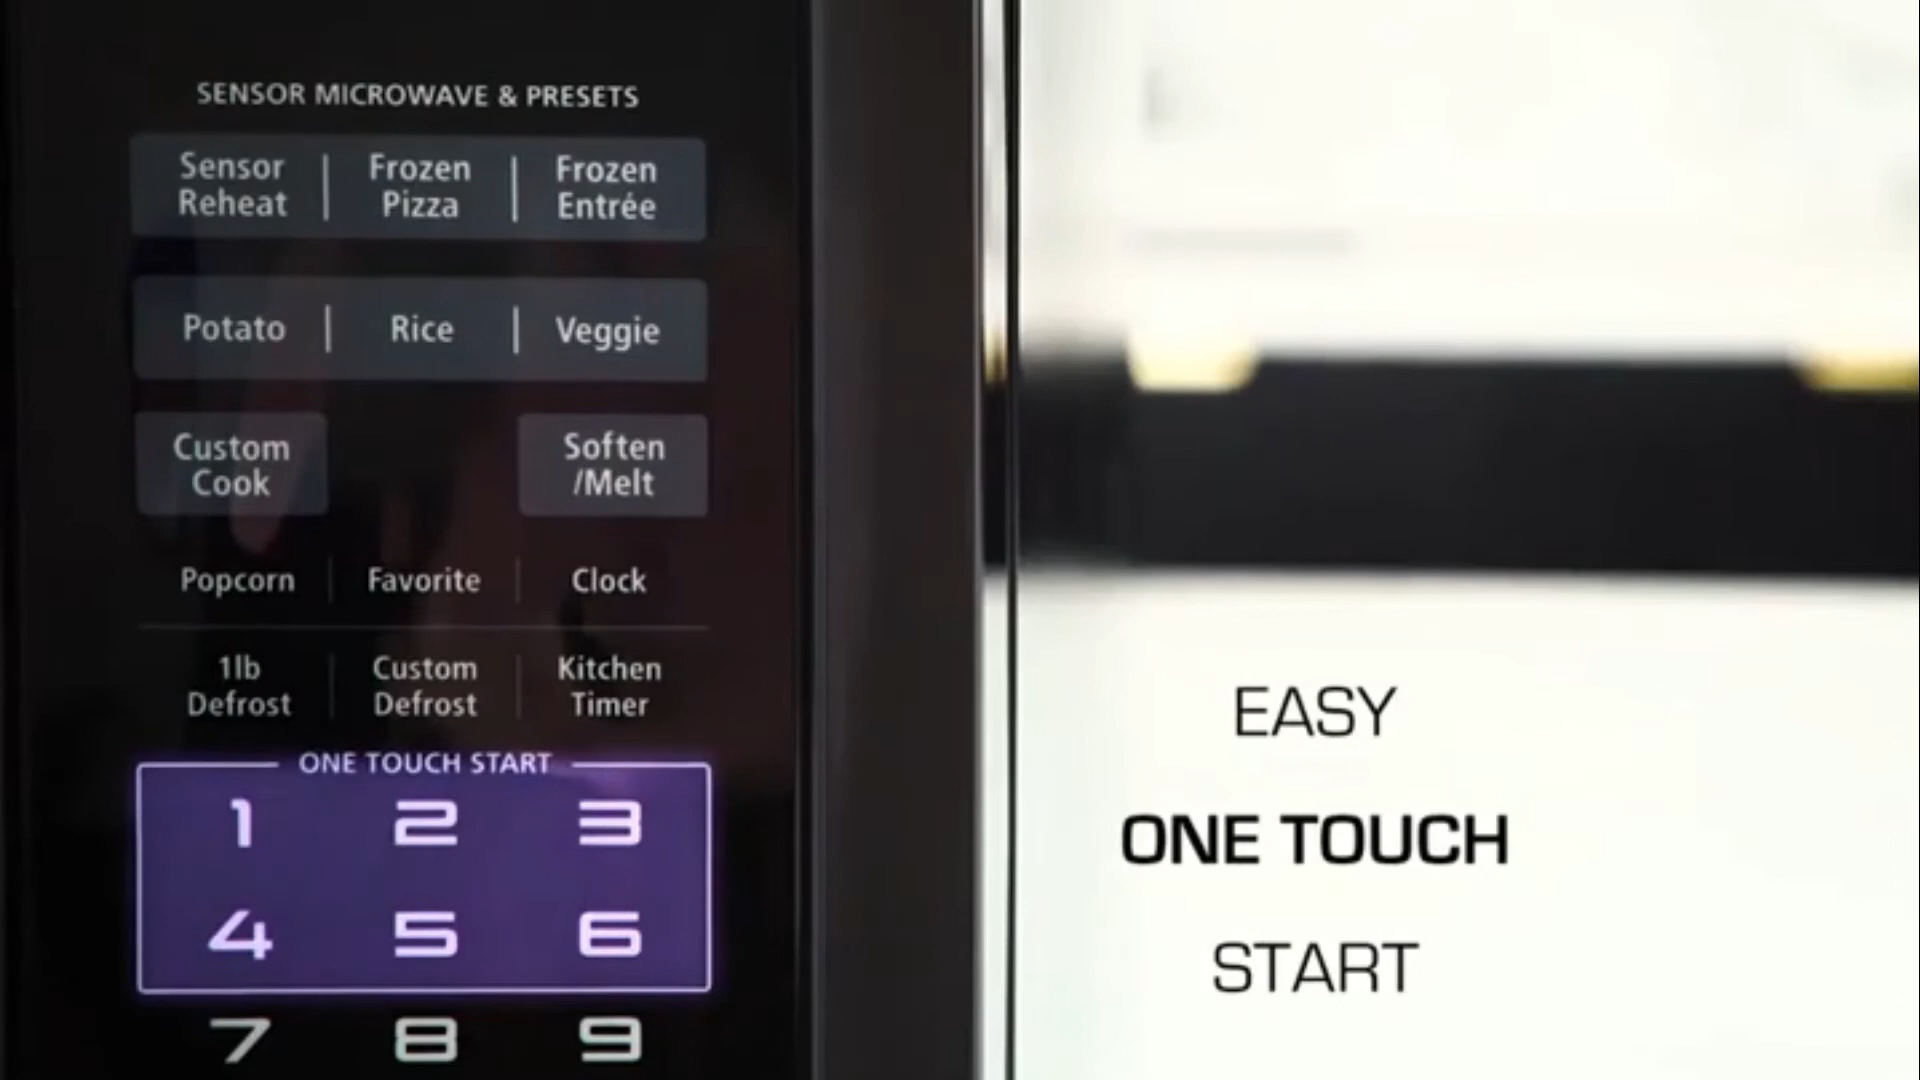 SENSOR MICROWAVE & PRESETS
Sensor Reheat | Frozen Pizza | Frozen Entrée
Potato | Rice | Veggie
Custom Cook
Soften /Melt
Popcorn | Favorite | Clock
1lb Defrost | Custom Defrost | Kitchen Timer
ONE TOUCH START
1 2 3
4 5 6
7 8 9
EASY
ONE TOUCH
START